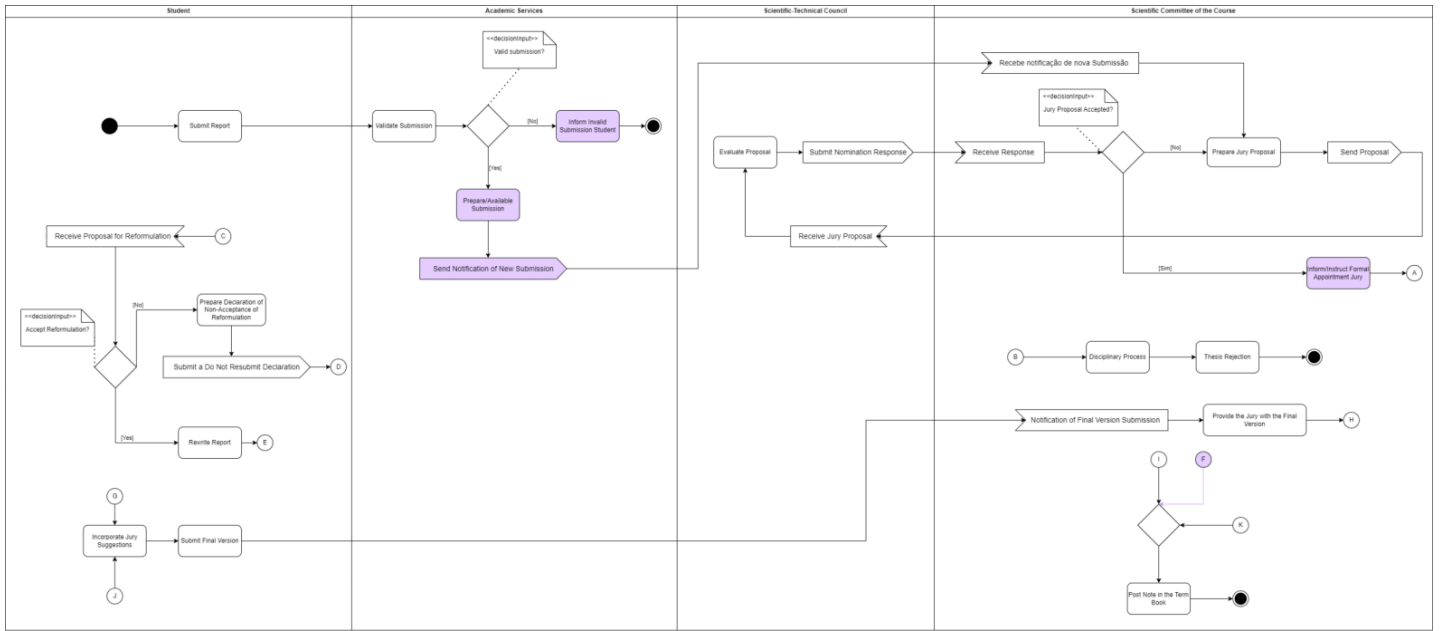 Student
Academic Services
Scientific-Technical Council
Scientific Committee of the Course
<<decisionInput>>
Valid submission?
Recebe notificação de nova Submissão
<<decisionInput>>
Jury Proposal Accepted?
Submit Report
Validate Submission
[No]
Inform Invalid
Submission Student
Evaluate Proposal
Submit Nomination Response
Receive Response
[No]
Prepare Jury Proposal
Send Proposal
[Yes]
Prepare/Available
Submission
Receive Proposal for Reformulation
C
Receive Jury Proposal
Send Notification of New Submission
[Sim]
Inform/Instruct Formal
Appointment Jury
A
[No]
Prepare Declaration of
Non-Acceptance of
Reformulation
<<decisionInput>>
Accept Reformulation?
Submit a Do Not Resubmit Declaration
D
B
Disciplinary Process
Thesis Rejection
[Yes]
Rewrite Report
E
Notification of Final Version Submission
Provide the Jury with the Final
Version
H
I
F
G
Incorporate Jury
Suggestions
Submit Final Version
K
J
Post Note in the Term
Book